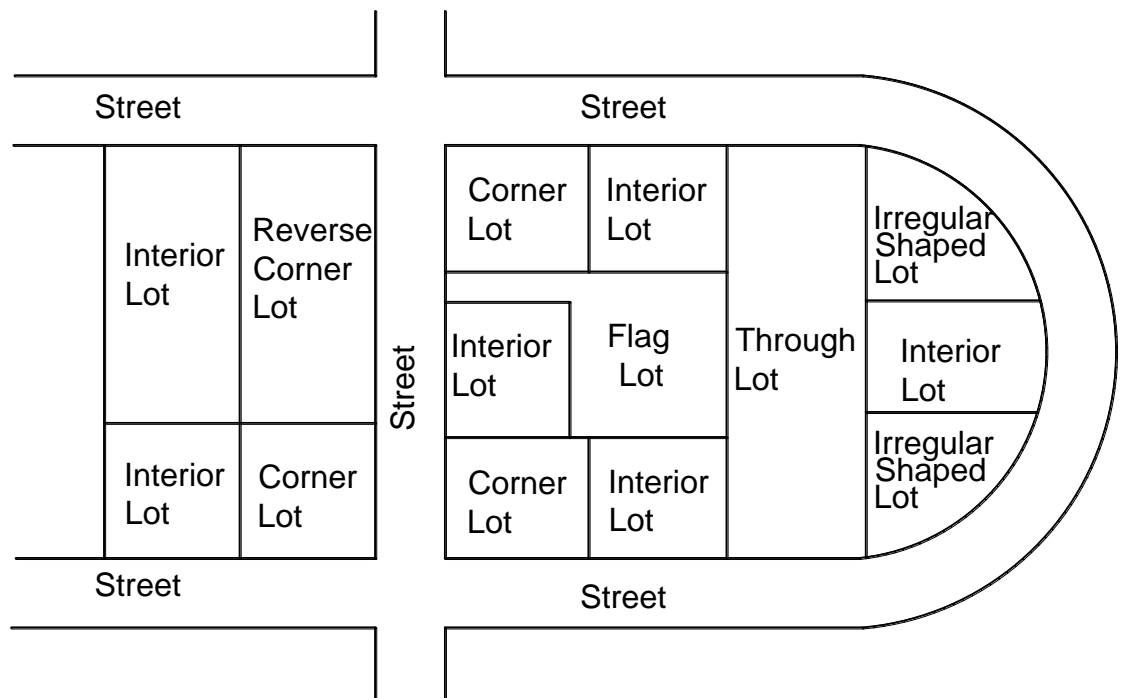 Street
Street
Interior
Lot
Reverse
Corner
Lot
Corner
Lot
Interior
Lot
Irregular
Shaped
Lot
Interior
Lot
Flag
Lot
Through
Lot
Interior
Lot
Street
Interior
Lot
Corner
Lot
Corner
Lot
Interior
Lot
Irregular
Shaped
Lot
Street
Street